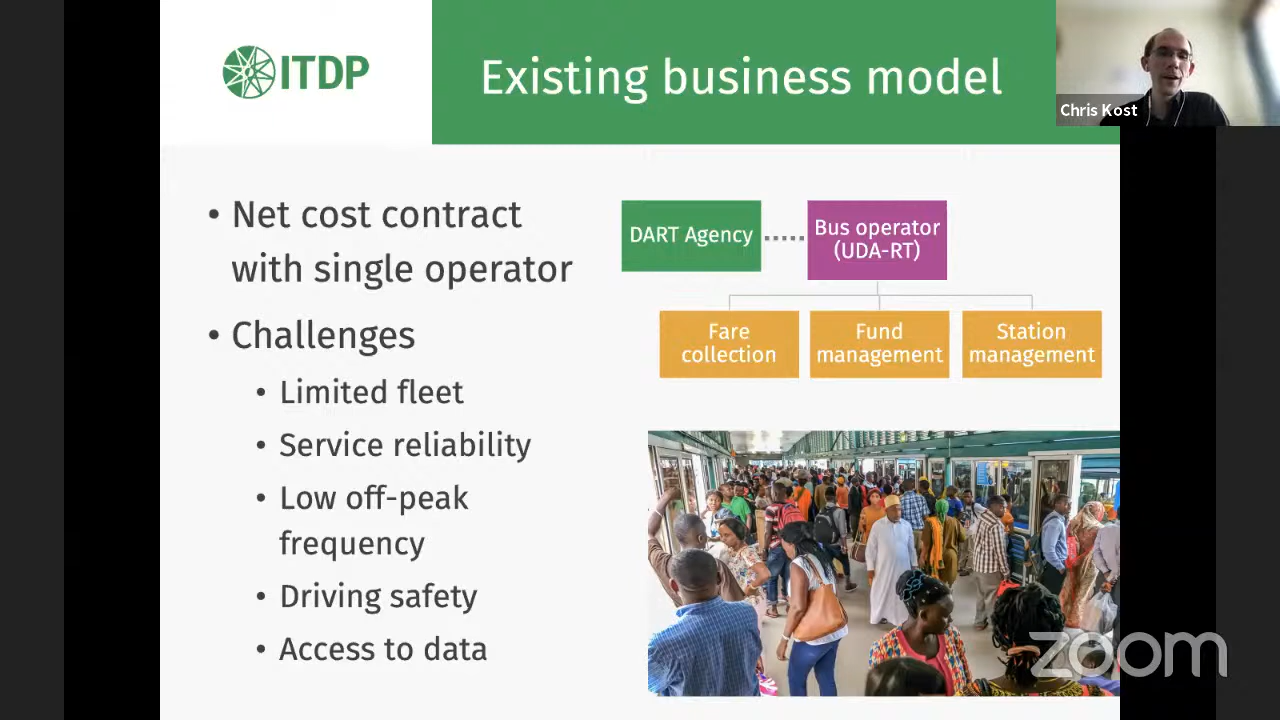 ITDP
Existing business model
Chris Kost
• Net cost contract
with single operator
• Challenges
• Limited fleet
• Service reliability
• Low off-peak
frequency
• Driving safety
• Access to data
DART Agency
Bus operator
(UDA-RT)
Fare
collection
Fund
management
Station
management
zoom